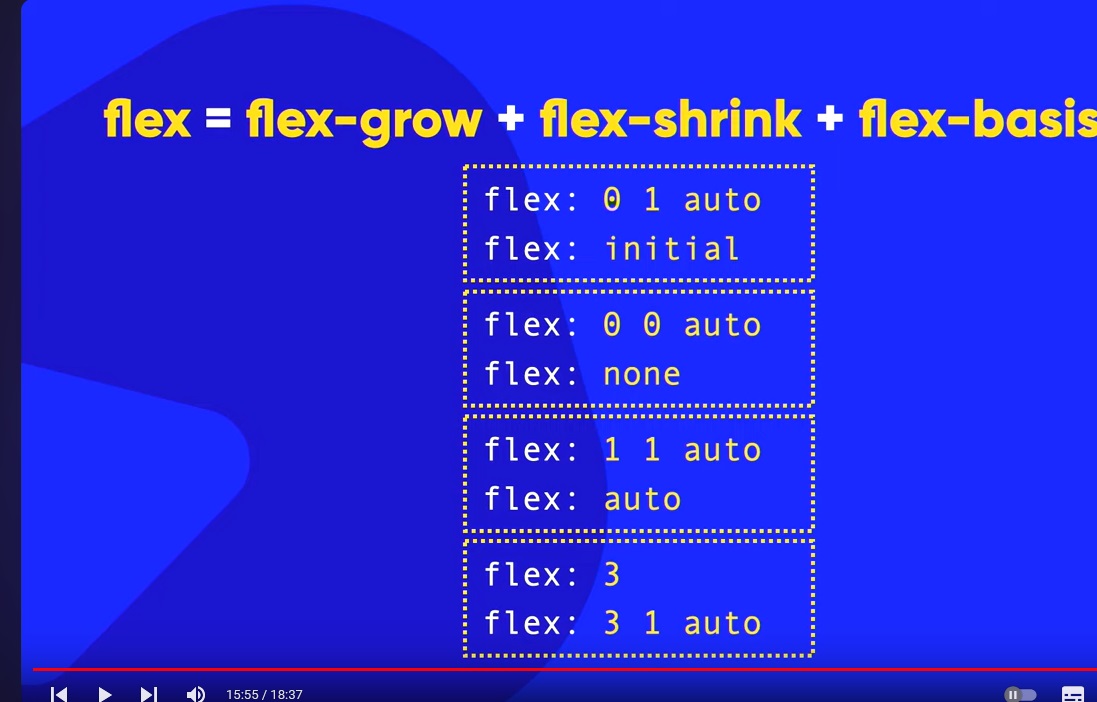 flex = flex-grow + flex-shrink + flex-basis
flex: 0 1 auto
flex: initial
flex: 0 0 auto
flex: none
flex: 1 1 auto
flex: auto
flex: 3
flex: 3 1 auto
15:55 / 18:37